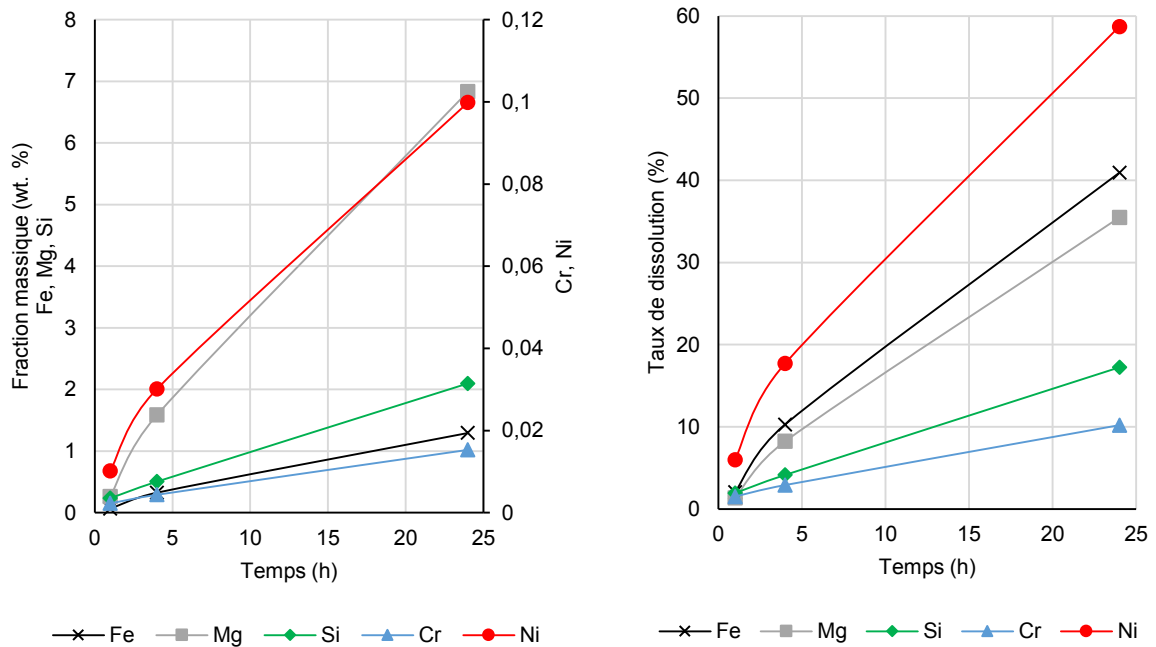 Fraction massique (wt. %)
Fe, Mg, Si
8
7
6
5
4
3
2
1
0
0,12
0,1
0,08
0,06
0,04
0,02
0
Cr, Ni
0 5 10 15 20 25
Temps (h)
Fe Mg Si Cr Ni
Taux de dissolution (%)
60
50
40
30
20
10
0
0 5 10 15 20 25
Temps (h)
Fe Mg Si Cr Ni